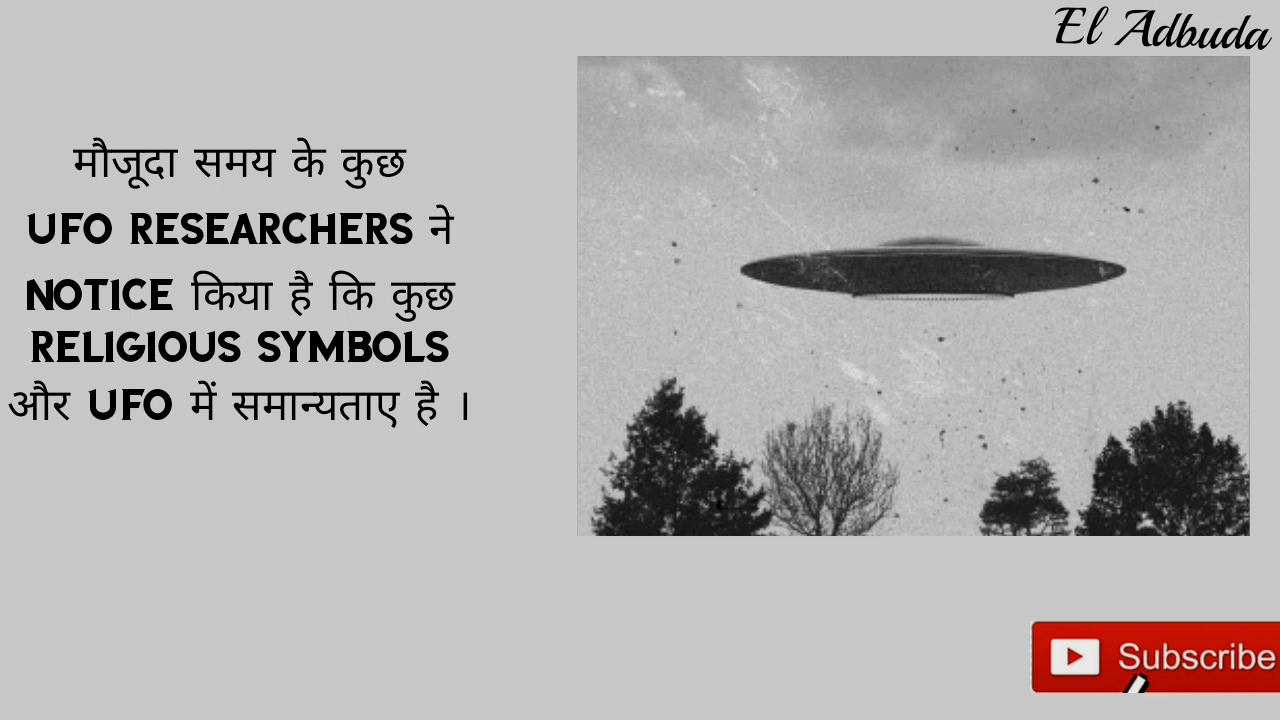 El Adbuda
मौजूदा समय के कुछ
UFO RESEARCHERS ने
NOTICE किया है कि कुछ
RELIGIOUS SYMBOLS
और UFO में समान्यताए है ।
Subscribe